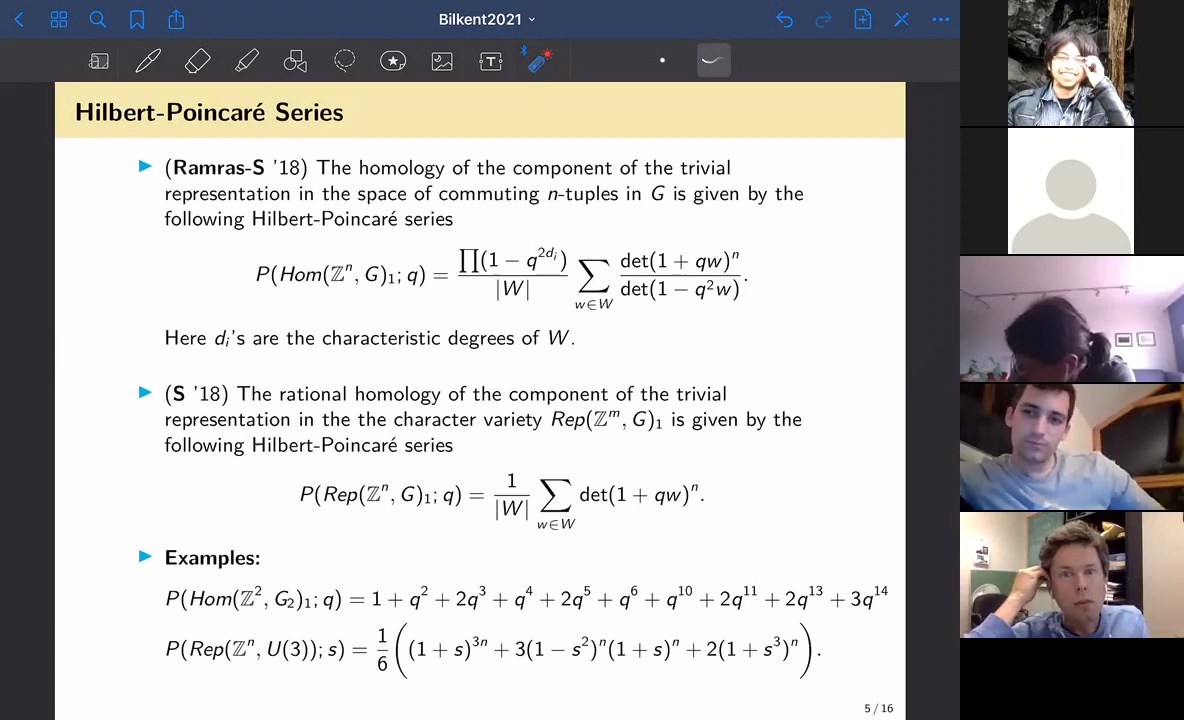 Bilkent2021
Hilbert-Poincaré Series
(Ramras-S '18) The homology of the component of the trivial
representation in the space of commuting n-tuples in G is given by the
following Hilbert-Poincaré series
P(Hom(ℤⁿ, G)₁; q) = ∏(1 − q^{2d_i}) / |W| ∑_{w∈W} det(1 + qw)ⁿ / det(1 − q²w).
Here dᵢ's are the characteristic degrees of W.
(S '18) The rational homology of the component of the trivial
representation in the the character variety Rep(ℤᵐ, G)₁ is given by the
following Hilbert-Poincaré series
P(Rep(ℤⁿ, G)₁; q) = 1/|W| ∑_{w∈W} det(1 + qw)ⁿ.
Examples:
P(Hom(ℤ², G₂)₁; q) = 1 + q² + 2q³ + q⁴ + 2q⁵ + q⁶ + q¹⁰ + 2q¹¹ + 2q¹³ + 3q¹⁴
P(Rep(ℤⁿ, U(3)); s) = 1/6 ((1 + s)³ⁿ + 3(1 − s²)ⁿ(1 + s)ⁿ + 2(1 + s³)ⁿ).
5 / 16